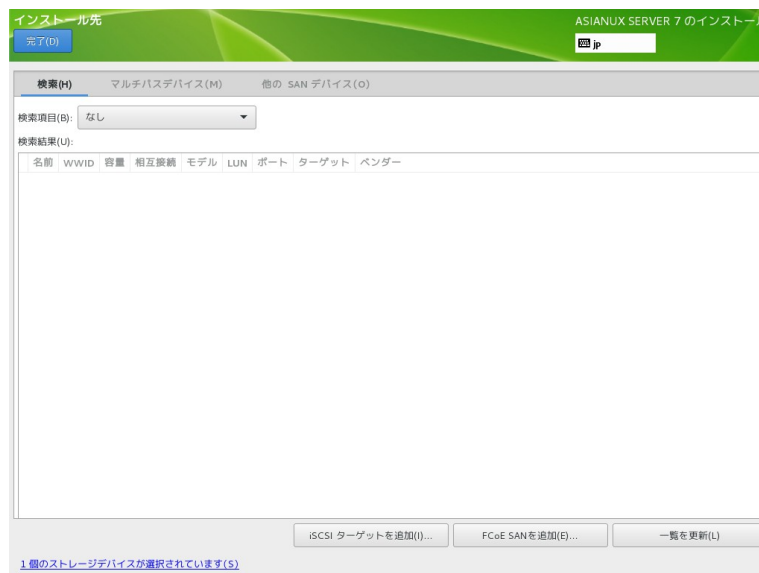 インストール先
ASIANUX SERVER 7 のインストール
完了(D)
jp
検索(H) マルチパスデバイス(M) 他の SAN デバイス(O)
検索項目(B): なし
検索結果(U):
名前 WWID 容量 相互接続 モデル LUN ポート ターゲット ベンダー
iSCSI ターゲットを追加(I)... FCoE SANを追加(E)... 一覧を更新(L)
1 個のストレージデバイスが選択されています(S)